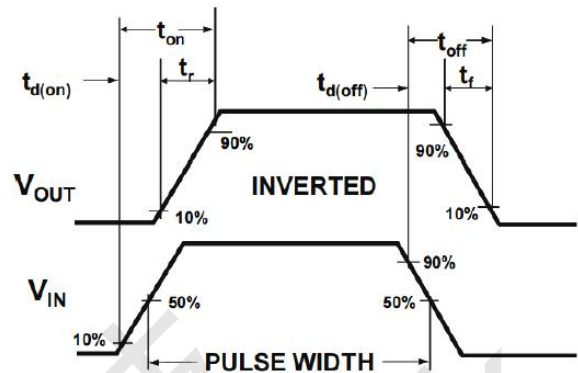 t_on t_off
t_r t_f
t_d(on) t_d(off)
90% 90%
V_OUT INVERTED
10% 10%
V_IN 90%
50% 50%
10%
PULSE WIDTH